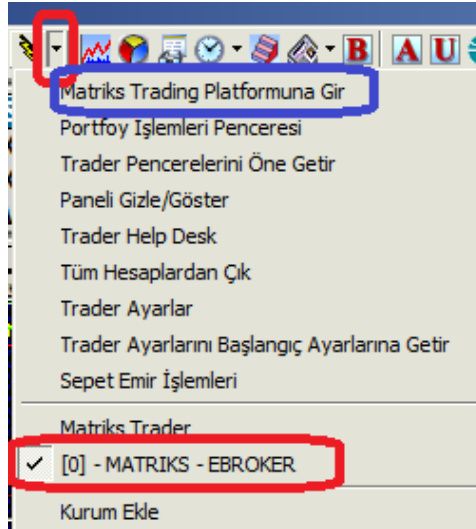 B A U
Matriks Trading Platformuna Gir
Portfoy Işlemleri Penceresi
Trader Pencerelerini Öne Getir
Paneli Gizle/Göster
Trader Help Desk
Tüm Hesaplardan Çık
Trader Ayarlar
Trader Ayarlarını Başlangıç Ayarlarına Getir
Sepet Emir İşlemleri
Matriks Trader
[0] - MATRIKS - EBROKER
Kurum Ekle